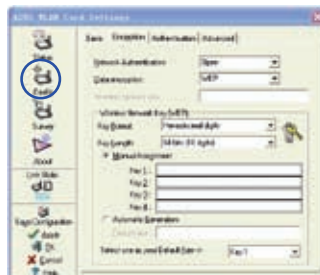 ASUS WLAN Card Settings
Status
Config
Survey
About
Link State
Basic Encryption Authentication Advanced
Network Authentication: Open
Data encryption: WEP
Wireless Network Key (WEP)
Key Format: Hexadecimal digits
Key Length: 64 bits (10 digits)
Manual Assignment
Key 1:
Key 2:
Key 3:
Key 4:
Automatic Generation
Select one as your Default Key => Key 1
Apply
Ok
Cancel
Help